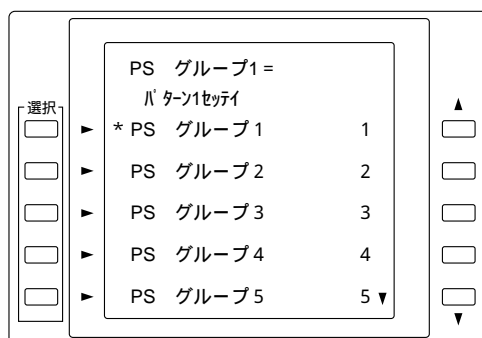 PS グループ1 =
ﾊﾟﾀｰﾝ1ｾｯﾃｲ
選択
* PS グループ1 1
PS グループ2 2
PS グループ3 3
PS グループ4 4
PS グループ5 5